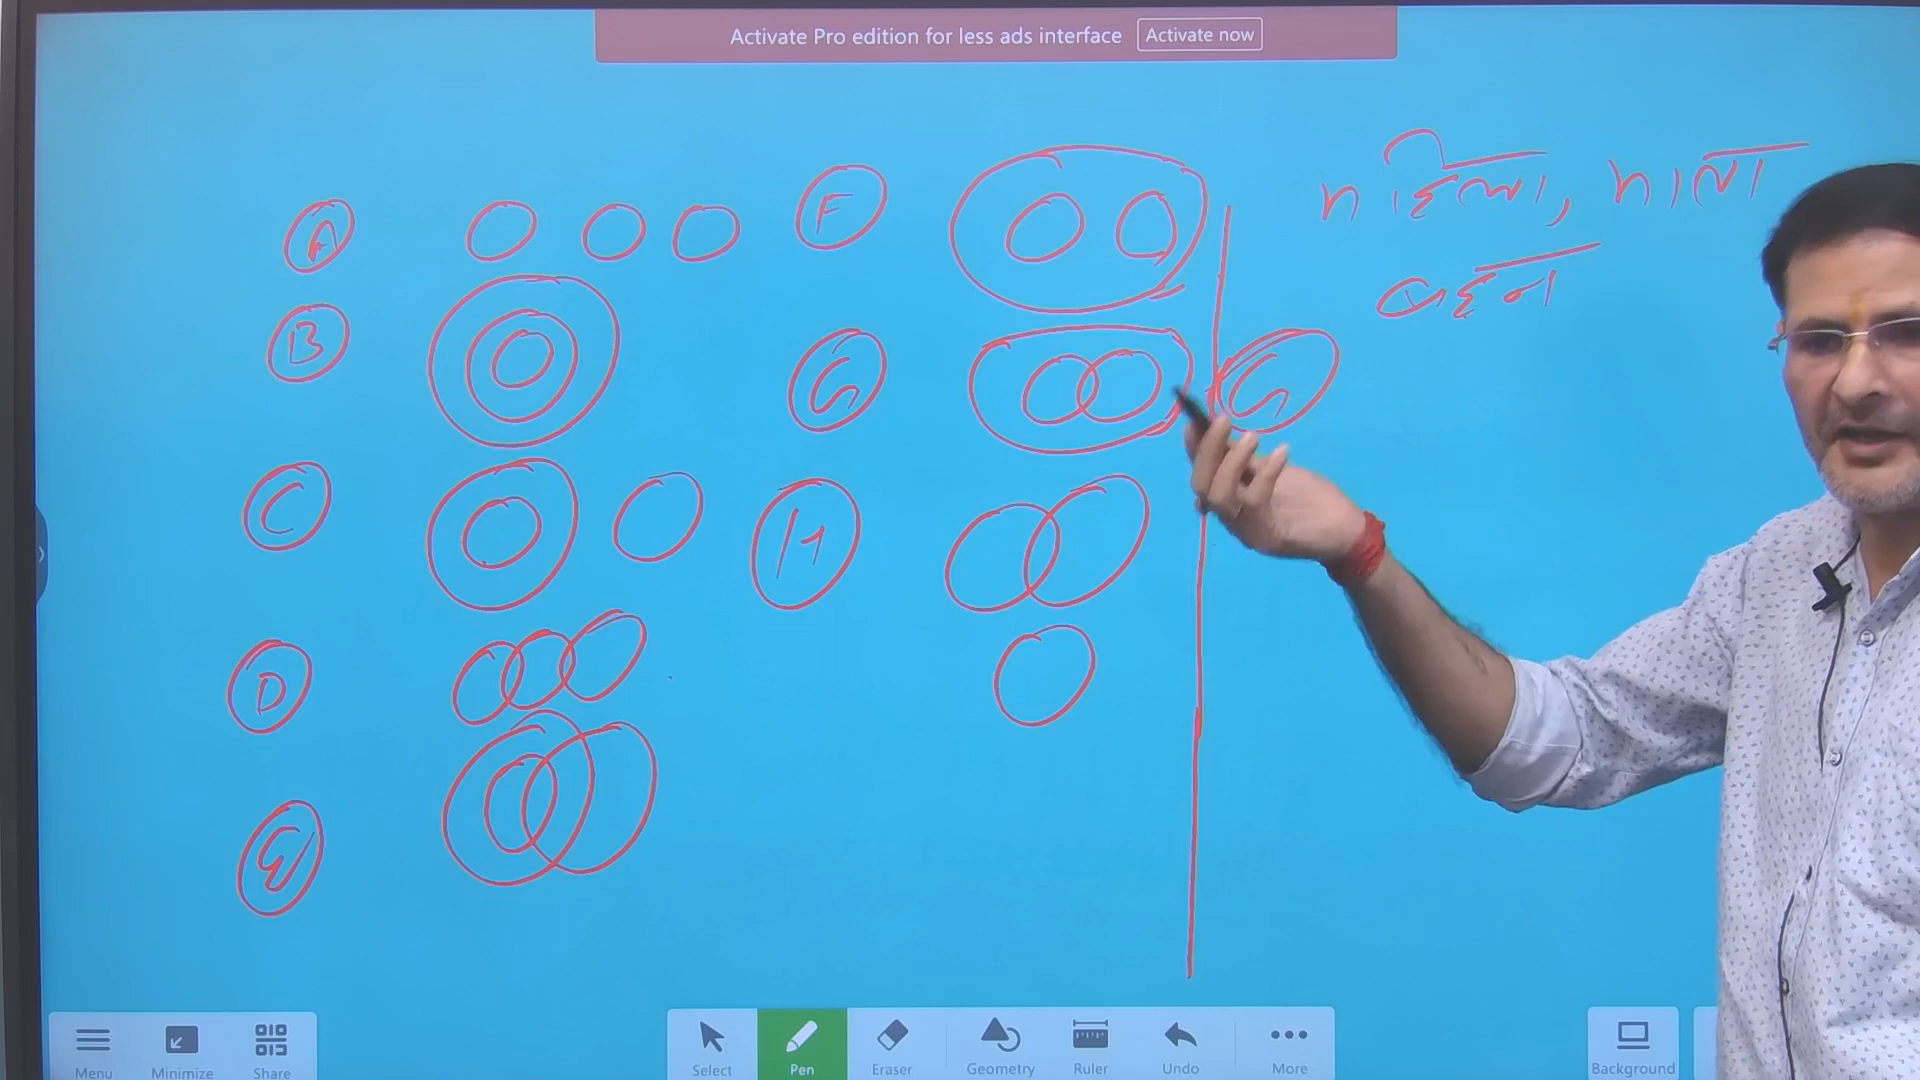 Activate Pro edition for less ads interface Activate now
A
F
महिला, माता
बहन
B
G
G
C
H
D
E
Menu Minimize Share Select Pen Eraser Geometry Ruler Undo More Background